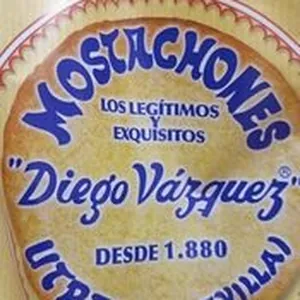 MOSTACHONES
LOS LEGÍTIMOS
Y
EXQUISITOS
"Diego Vázquez"®
DESDE 1.880